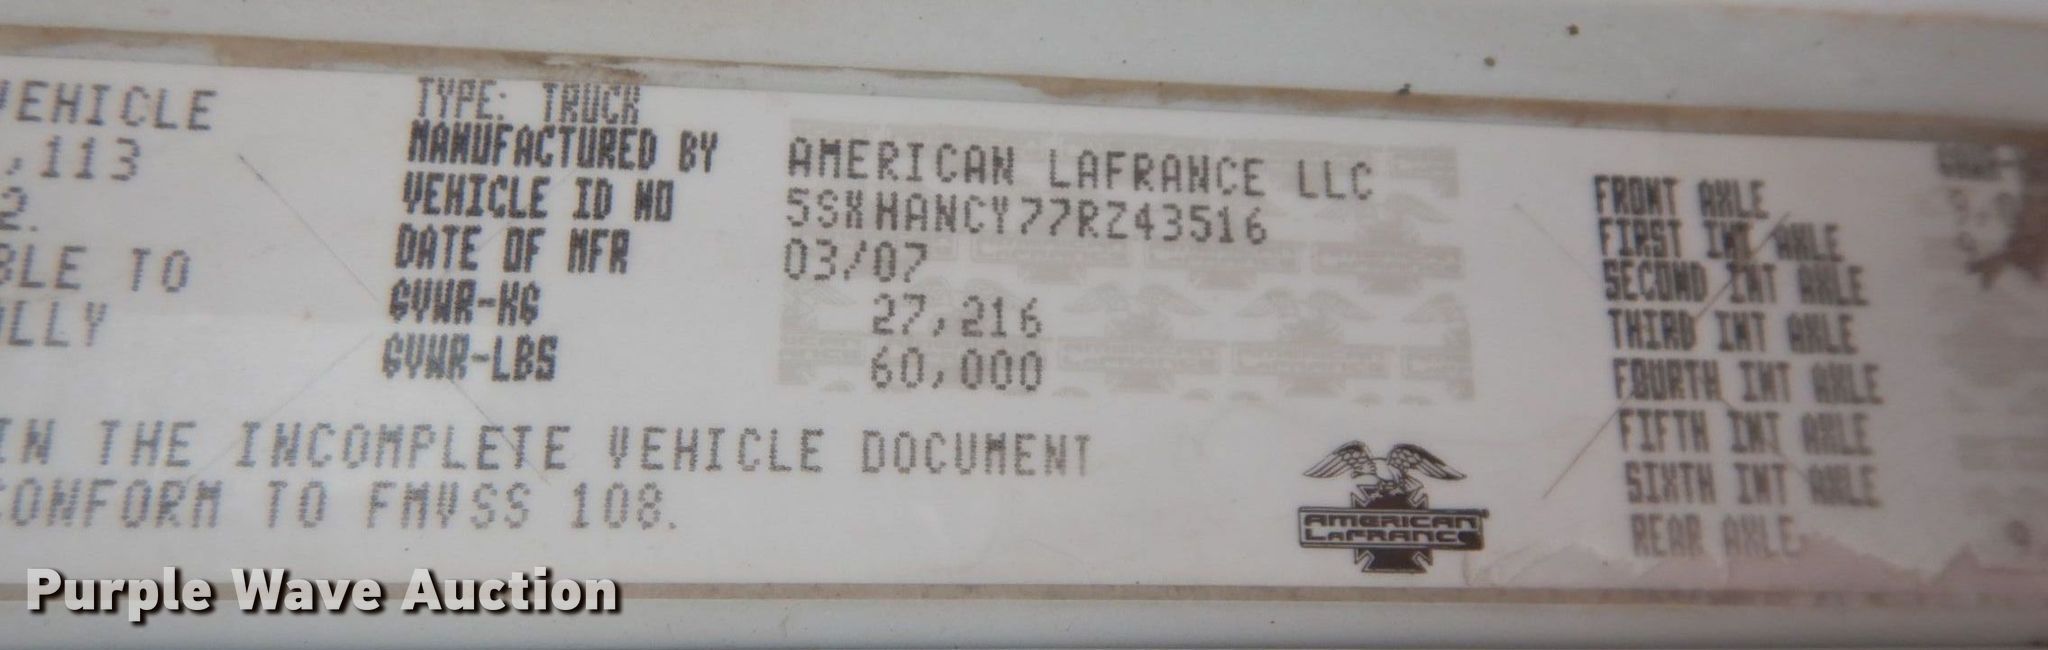 VEHICLE
,113
2.
BLE TO
ULLY
IN THE INCOMPLETE VEHICLE DOCUMENT
CONFORM TO FMVSS 108.
TYPE: TRUCK
MANUFACTURED BY AMERICAN LAFRANCE LLC
VEHICLE ID NO 5SXHANCY77RZ43516
DATE OF MFR 03/07
GVWR-KG 27,216
GVWR-LBS 60,000
AMERICAN
LAFRANCE
FRONT AXLE
FIRST INT AXLE
SECOND INT AXLE
THIRD INT AXLE
FOURTH INT AXLE
FIFTH INT AXLE
SIXTH INT AXLE
REAR AXLE
Purple Wave Auction